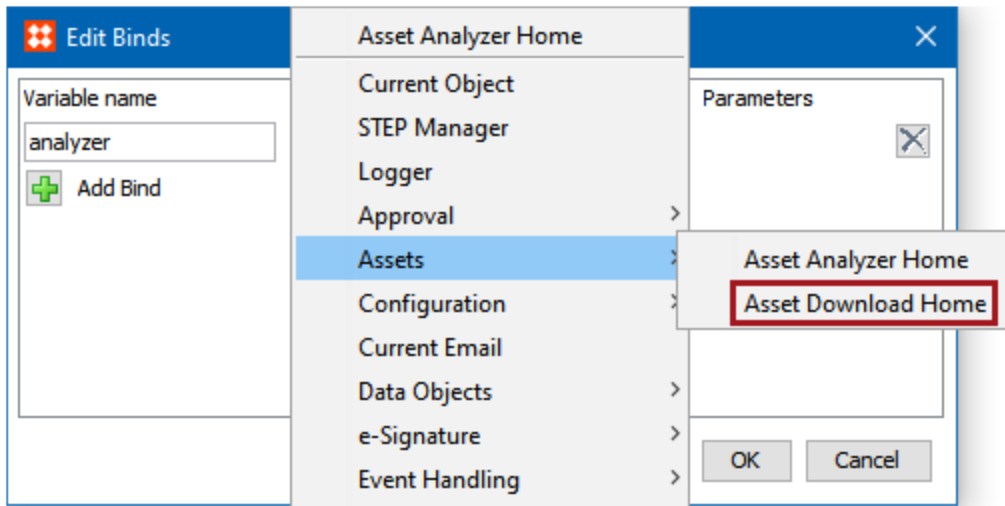 Edit Binds
Variable name
analyzer
Add Bind
Asset Analyzer Home
Current Object
STEP Manager
Logger
Approval
Assets
Configuration
Current Email
Data Objects
e-Signature
Event Handling
Parameters
Asset Analyzer Home
Asset Download Home
OK
Cancel